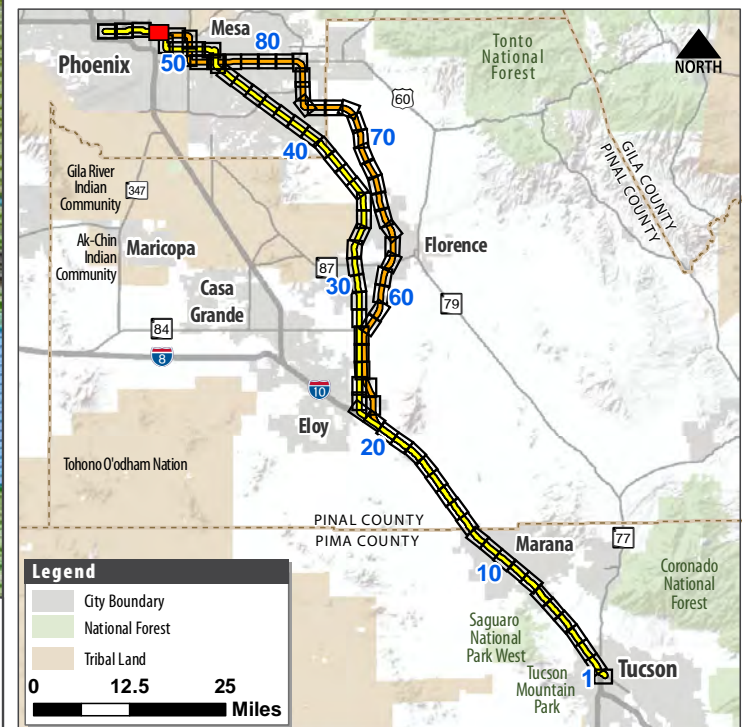 Mesa
80
Phoenix
50
Tonto
National
Forest
NORTH
60
70
40
GILA COUNTY
PINAL COUNTY
Gila River
Indian
Community
347
Ak-Chin
Indian
Community
Maricopa
Florence
87
30
Casa
Grande
60
79
84
8
10
Eloy
20
Tohono O'odham Nation
PINAL COUNTY
PIMA COUNTY
Marana
77
10
Coronado
National
Forest
Saguaro
National
Park West
Tucson
Mountain
Park
1
Tucson
Legend
City Boundary
National Forest
Tribal Land
0 12.5 25
Miles